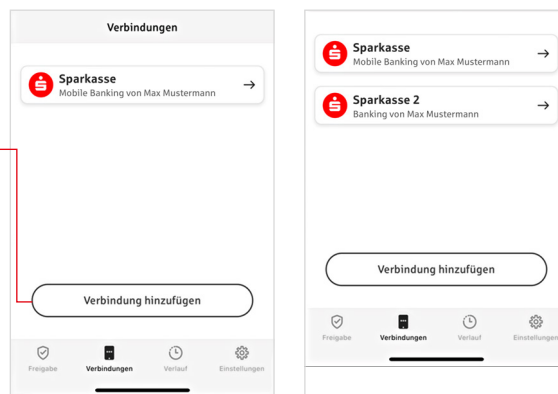 Verbindungen
Sparkasse
Mobile Banking von Max Mustermann
Verbindung hinzufügen
Freigabe
Verbindungen
Verlauf
Einstellungen
Sparkasse
Mobile Banking von Max Mustermann
Sparkasse 2
Banking von Max Mustermann
Verbindung hinzufügen
Freigabe
Verbindungen
Verlauf
Einstellungen